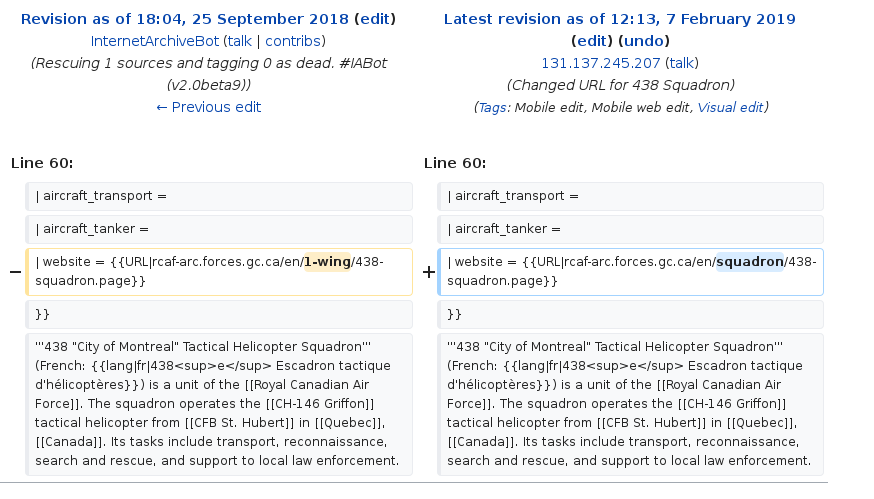 Revision as of 18:04, 25 September 2018 (edit)
InternetArchiveBot (talk | contribs)
(Rescuing 1 sources and tagging 0 as dead. #IABot
(v2.0beta9))
← Previous edit
Latest revision as of 12:13, 7 February 2019
(edit) (undo)
131.137.245.207 (talk)
(Changed URL for 438 Squadron)
(Tags: Mobile edit, Mobile web edit, Visual edit)
Line 60:
Line 60:
| aircraft_transport =
| aircraft_transport =
| aircraft_tanker =
| aircraft_tanker =
− | website = {{URL|rcaf-arc.forces.gc.ca/en/1-wing/438-
squadron.page}}
+ | website = {{URL|rcaf-arc.forces.gc.ca/en/squadron/438-
squadron.page}}
}}
}}
'''438 "City of Montreal" Tactical Helicopter Squadron'''
(French: {{lang|fr|438<sup>e</sup> Escadron tactique
d'hélicoptères}}) is a unit of the [[Royal Canadian Air
Force]]. The squadron operates the [[CH-146 Griffon]]
tactical helicopter from [[CFB St. Hubert]] in [[Quebec]],
[[Canada]]. Its tasks include transport, reconnaissance,
search and rescue, and support to local law enforcement.
'''438 "City of Montreal" Tactical Helicopter Squadron'''
(French: {{lang|fr|438<sup>e</sup> Escadron tactique
d'hélicoptères}}) is a unit of the [[Royal Canadian Air
Force]]. The squadron operates the [[CH-146 Griffon]]
tactical helicopter from [[CFB St. Hubert]] in [[Quebec]],
[[Canada]]. Its tasks include transport, reconnaissance,
search and rescue, and support to local law enforcement.